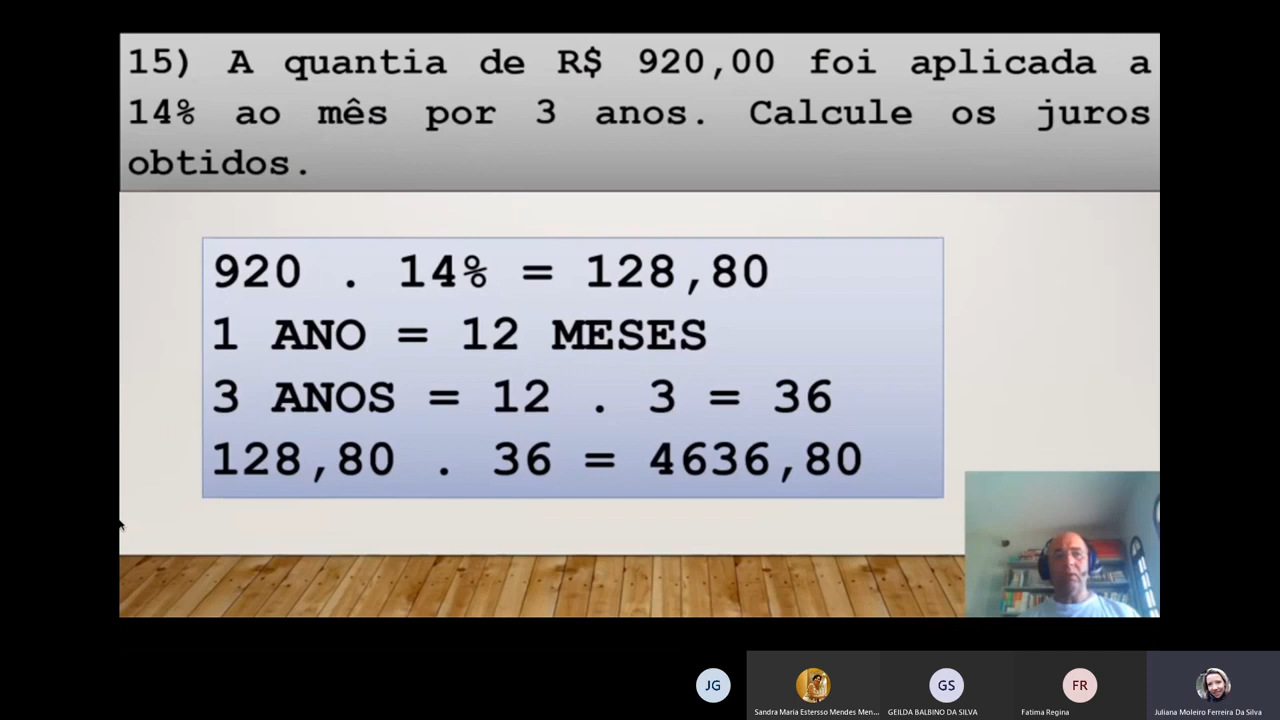 15) A quantia de R$ 920,00 foi aplicada a
14% ao mês por 3 anos. Calcule os juros
obtidos.
920 . 14% = 128,80
1 ANO = 12 MESES
3 ANOS = 12 . 3 = 36
128,80 . 36 = 4636,80
JG
GS
FR
Sandra Maria Estersso Mendes Men...
GEILDA BALBINO DA SILVA
Fatima Regina
Juliana Moleiro Ferreira Da Silva